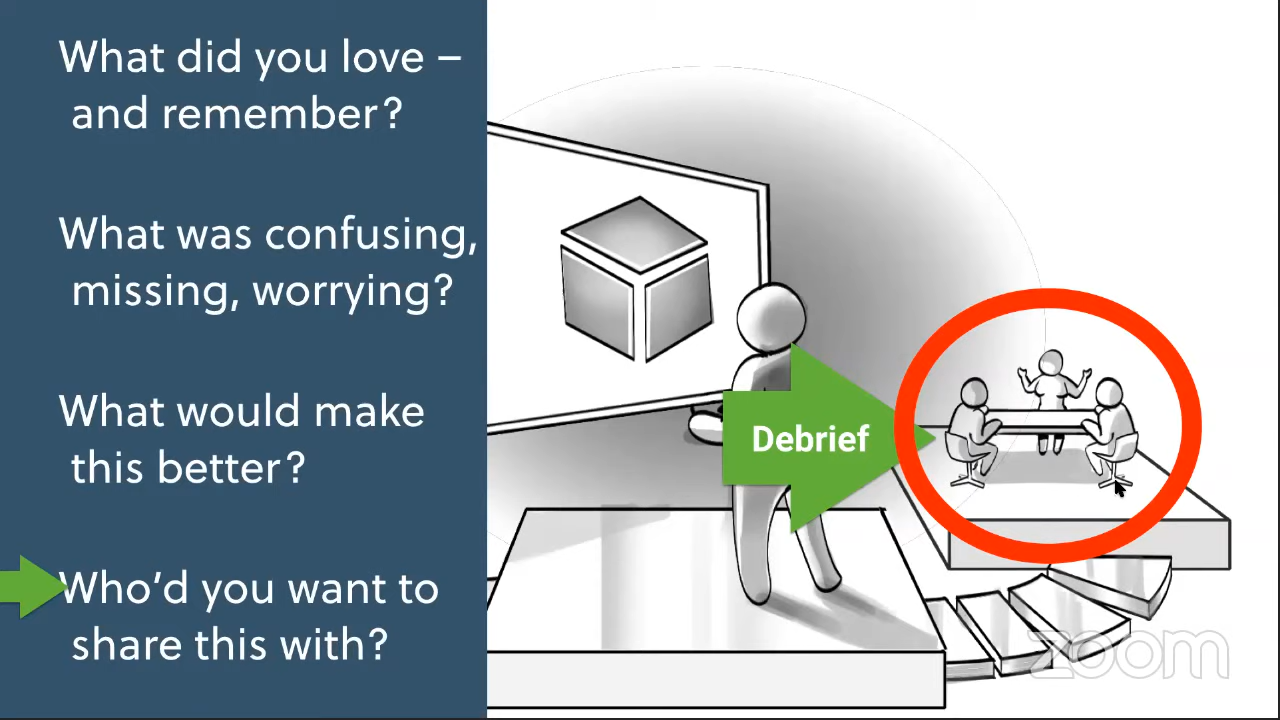 What did you love –
and remember?
What was confusing,
missing, worrying?
What would make
this better?
Who’d you want to
share this with?
Debrief
zoom